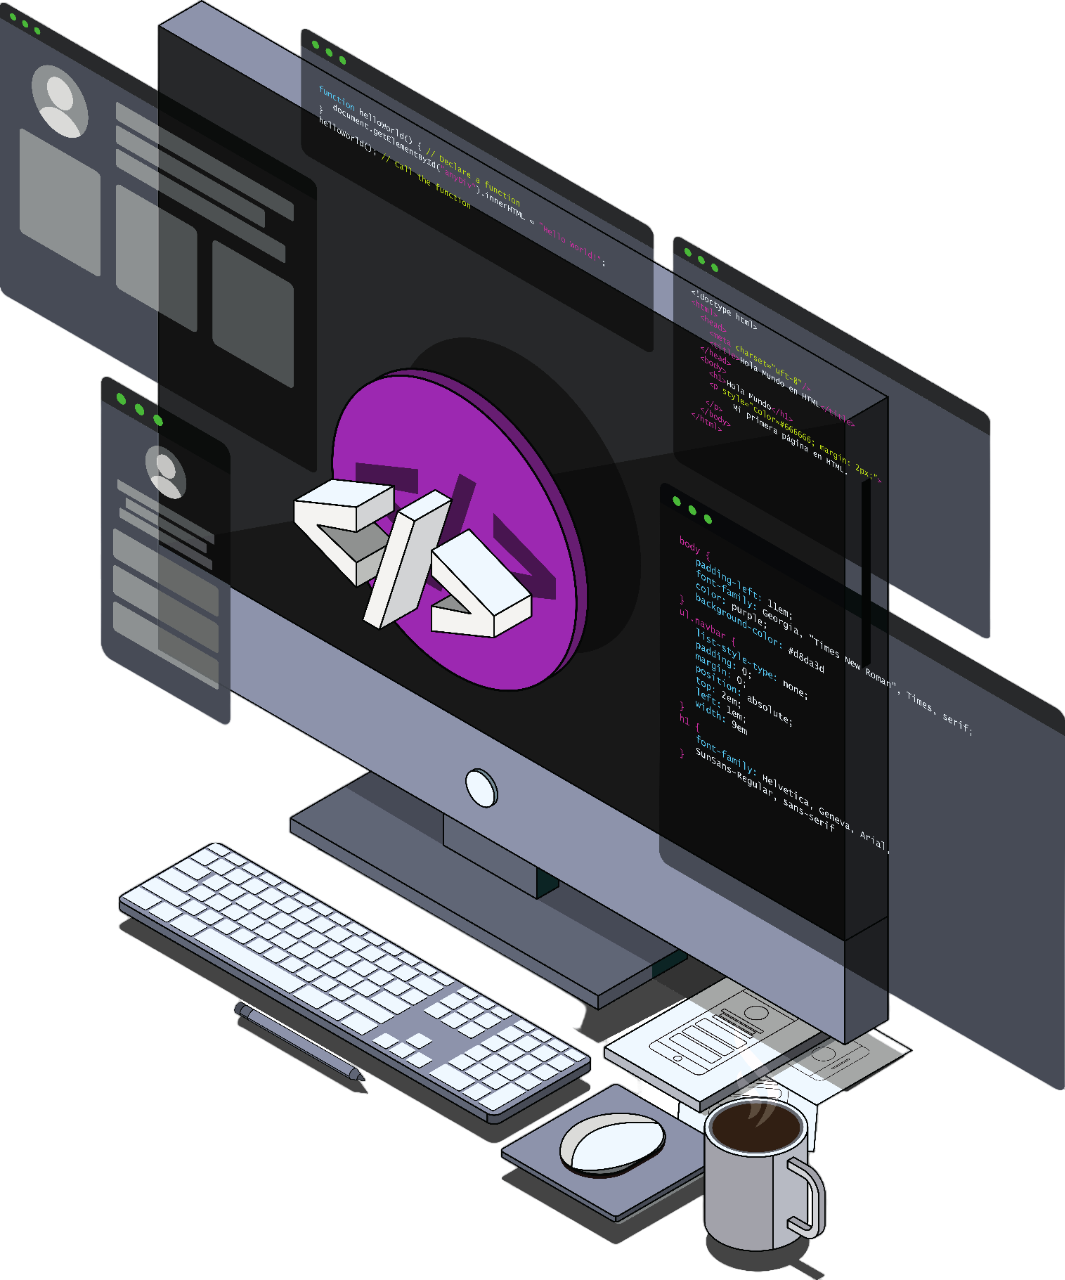 function helloWorld() { // Declare a function
document.getElementById("myDiv").innerHTML = "Hello World!";
}
helloWorld(); // Call the function
<!doctype html>
<html>
<head>
<meta charset="uft-8"/>
<title>Hola Mundo en HTML</title>
</head>
<body>
<h1>Hola Mundo</h1>
<p style="color=#666666; margin: 2px;">
Mi primera página en HTML.
</p>
</body>
</html>
body {
padding-left: 11em;
font-family: Georgia, "Times New Roman", Times, serif;
color: purple;
background-color: #d8da3d
}
ul.navbar {
list-style-type: none;
padding: 0;
margin: 0;
position: absolute;
top: 2em;
left: 1em;
width: 9em
}
h1 {
font-family: Helvetica, Geneva, Arial,
SunSans-Regular, sans-serif
}